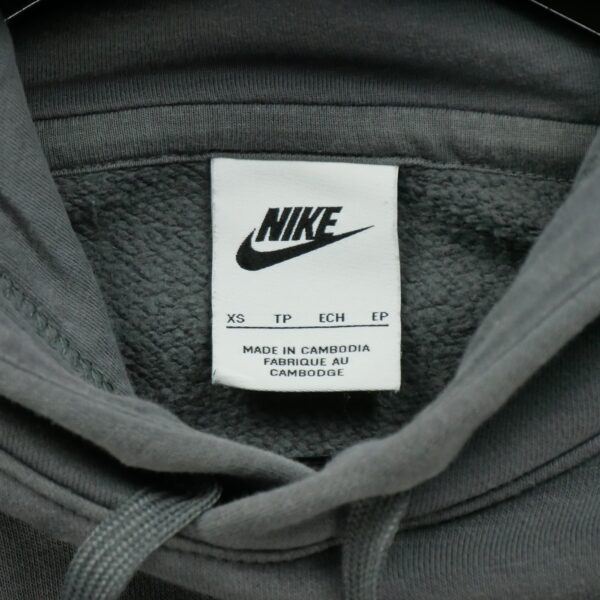 NIKE
XS TP ECH EP
MADE IN CAMBODIA
FABRIQUE AU
CAMBODGE